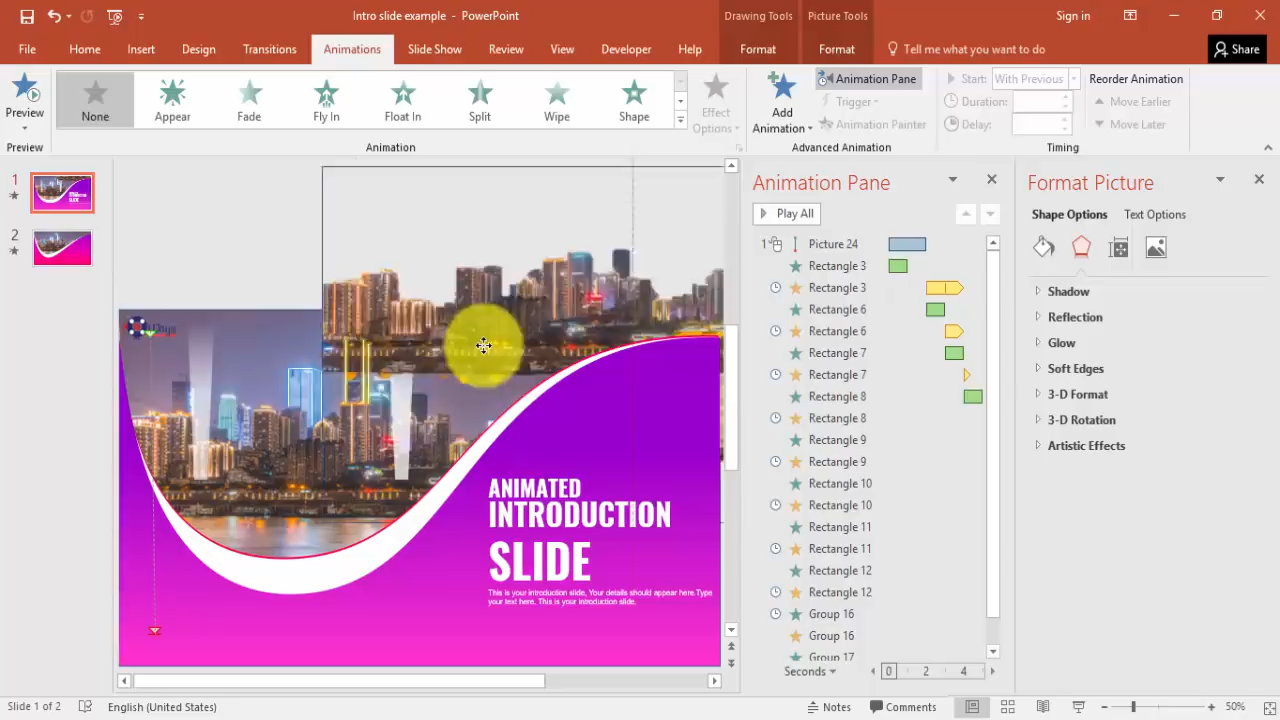 Intro slide example - PowerPoint
Drawing Tools
Picture Tools
Sign in
File
Home
Insert
Design
Transitions
Animations
Slide Show
Review
View
Developer
Help
Format
Format
Tell me what you want to do
Share
Preview
None
Appear
Fade
Fly In
Float In
Split
Wipe
Shape
Effect
Options
Add
Animation
Animation Pane
Trigger
Animation Painter
Start:
With Previous
Duration:
Delay:
Reorder Animation
Move Earlier
Move Later
Preview
Animation
Advanced Animation
Timing
1
2
ANIMATED
INTRODUCTION
SLIDE
This is your introduction slide, Your details should appear here.Type
your text here. This is your introduction slide.
Animation Pane
Play All
1
Picture 24
Rectangle 3
Rectangle 3
Rectangle 6
Rectangle 6
Rectangle 7
Rectangle 7
Rectangle 8
Rectangle 8
Rectangle 9
Rectangle 9
Rectangle 10
Rectangle 10
Rectangle 11
Rectangle 11
Rectangle 12
Rectangle 12
Group 16
Group 16
Group 17
Seconds
0
2
4
Format Picture
Shape Options
Text Options
Shadow
Reflection
Glow
Soft Edges
3-D Format
3-D Rotation
Artistic Effects
Slide 1 of 2
English (United States)
Notes
Comments
50%